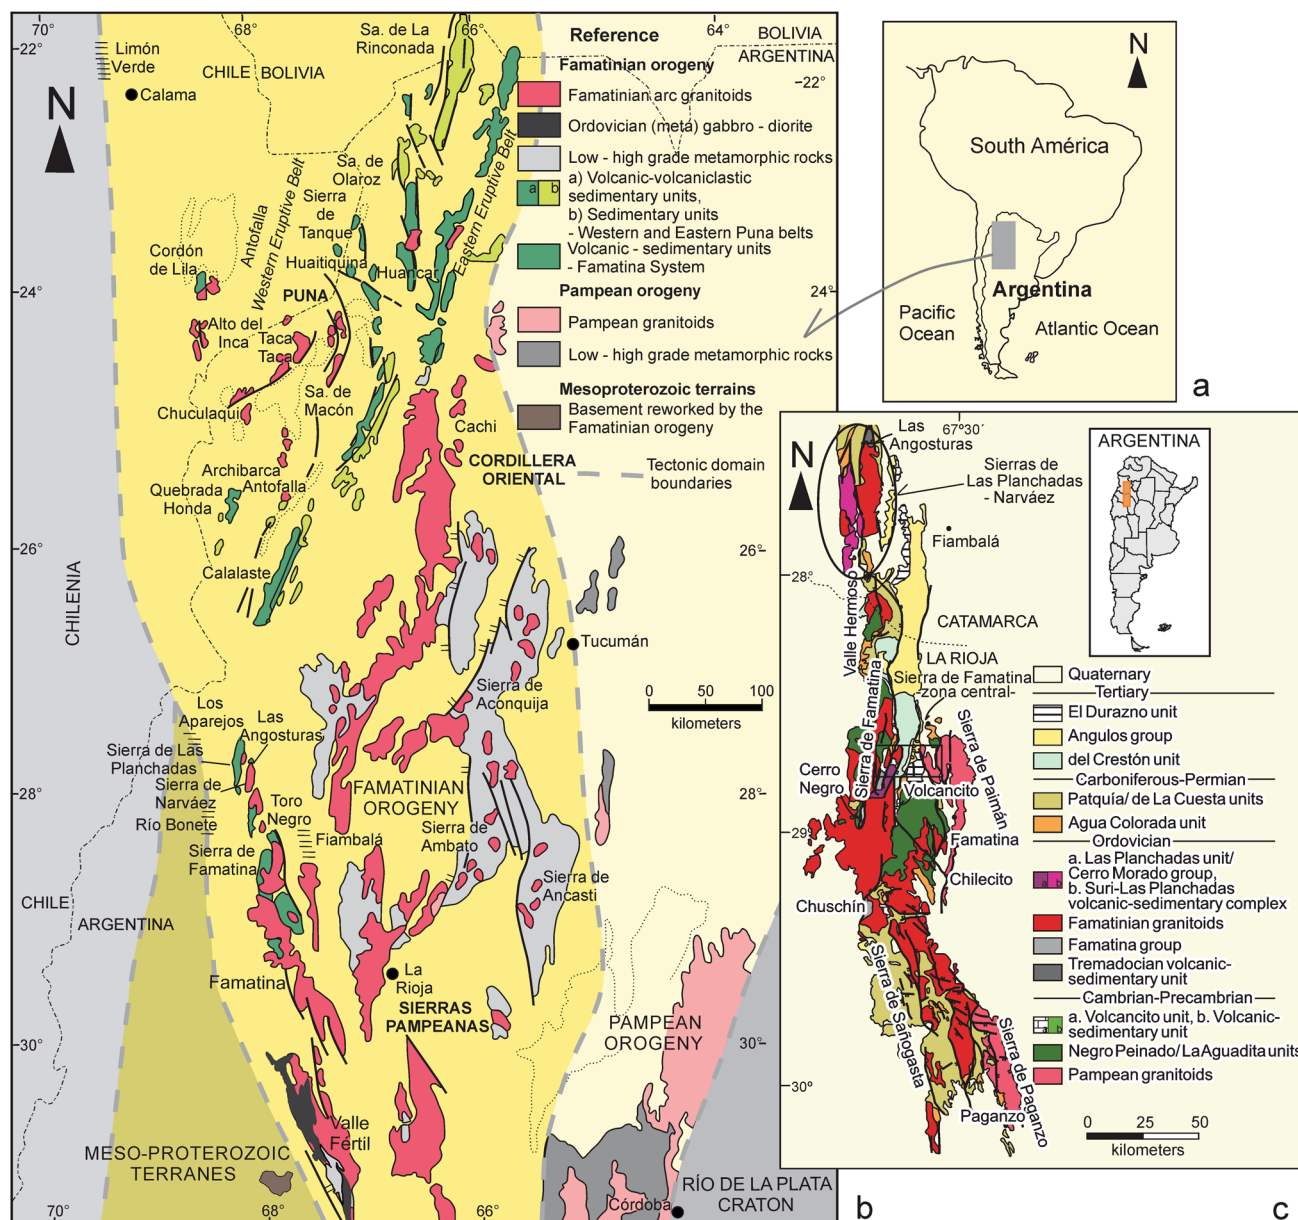 70°
68°
66°
64°
22°
Limón
Verde
Calama
CHILE
BOLIVIA
Sa. de La
Rinconada
BOLIVIA
ARGENTINA
22°
N
Reference
Famatinian orogeny
Famatinian arc granitoids
Ordovician (meta) gabbro - diorite
Low - high grade metamorphic rocks
a
b
a) Volcanic-volcaniclastic
sedimentary units,
b) Sedimentary units
- Western and Eastern Puna belts
Volcanic - sedimentary units
- Famatina System
Pampean orogeny
Pampean granitoids
Low - high grade metamorphic rocks
Mesoproterozoic terrains
Basement reworked by the
Famatinian orogeny
Tectonic domain
boundaries
Sa. de
Olaroz
Sierra
de
Tanque
Antofalla
Western Eruptive Belt
Eastern Eruptive Belt
Cordón
de Lila
Huaitiquina
Huancar
PUNA
24°
24°
Alto del
Inca
Taca
Taca
Sa. de
Macón
Chuculaqui
Cachi
CORDILLERA
ORIENTAL
Archibarca
Antofalla
Quebrada
Honda
26°
26°
Calalaste
CHILENIA
Tucumán
Sierra de
Aconquija
0
50
100
kilometers
Los
Aparejos
Las
Angosturas
Sierra de Las
Planchadas
Sierra de
Narváez
Río Bonete
Toro
Negro
28°
28°
FAMATINIAN
OROGENY
Fiambalá
Sierra de
Ambato
Sierra de
Famatina
Sierra de
Ancasti
CHILE
ARGENTINA
Famatina
La
Rioja
SIERRAS
PAMPEANAS
PAMPEAN
OROGENY
30°
30°
Valle
Fértil
MESO-PROTEROZOIC
TERRANES
Córdoba
RÍO DE LA PLATA
CRATON
70°
68°
66°
b
N
South América
Argentina
Pacific
Ocean
Atlantic Ocean
a
67°30´
Las
Angosturas
N
Sierras de
Las Planchadas
- Narváez
ARGENTINA
Fiambalá
28°
Valle Hermoso
CATAMARCA
LA RIOJA
Sierra de Famatina
-zona central-
Sierra de Famatina
Sierra de Paimán
Cerro
Negro
Volcancito
29°
Famatina
Chilecito
Chuschín
Sierra de Sañogasta
Sierra de Paganzo
30°
Paganzo
Quaternary
Tertiary
El Durazno unit
Angulos group
del Crestón unit
Carboniferous-Permian
Patquía/ de La Cuesta units
Agua Colorada unit
Ordovician
a
b
a. Las Planchadas unit/
Cerro Morado group,
b. Suri-Las Planchadas
volcanic-sedimentary complex
Famatinian granitoids
Famatina group
Tremadocian volcanic-
sedimentary unit
Cambrian-Precambrian
a
b
a. Volcancito unit, b. Volcanic-
sedimentary unit
Negro Peinado/ La Aguadita units
Pampean granitoids
0
25
50
kilometers
c